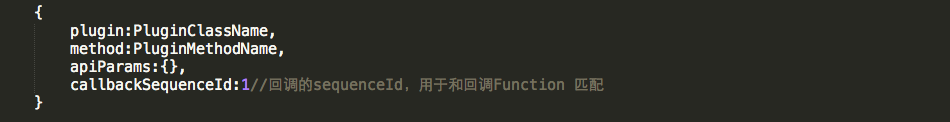 {
plugin:PluginClassName,
method:PluginMethodName,
apiParams:{},
callbackSequenceId:1//回调的sequenceId，用于和回调Function 匹配
}